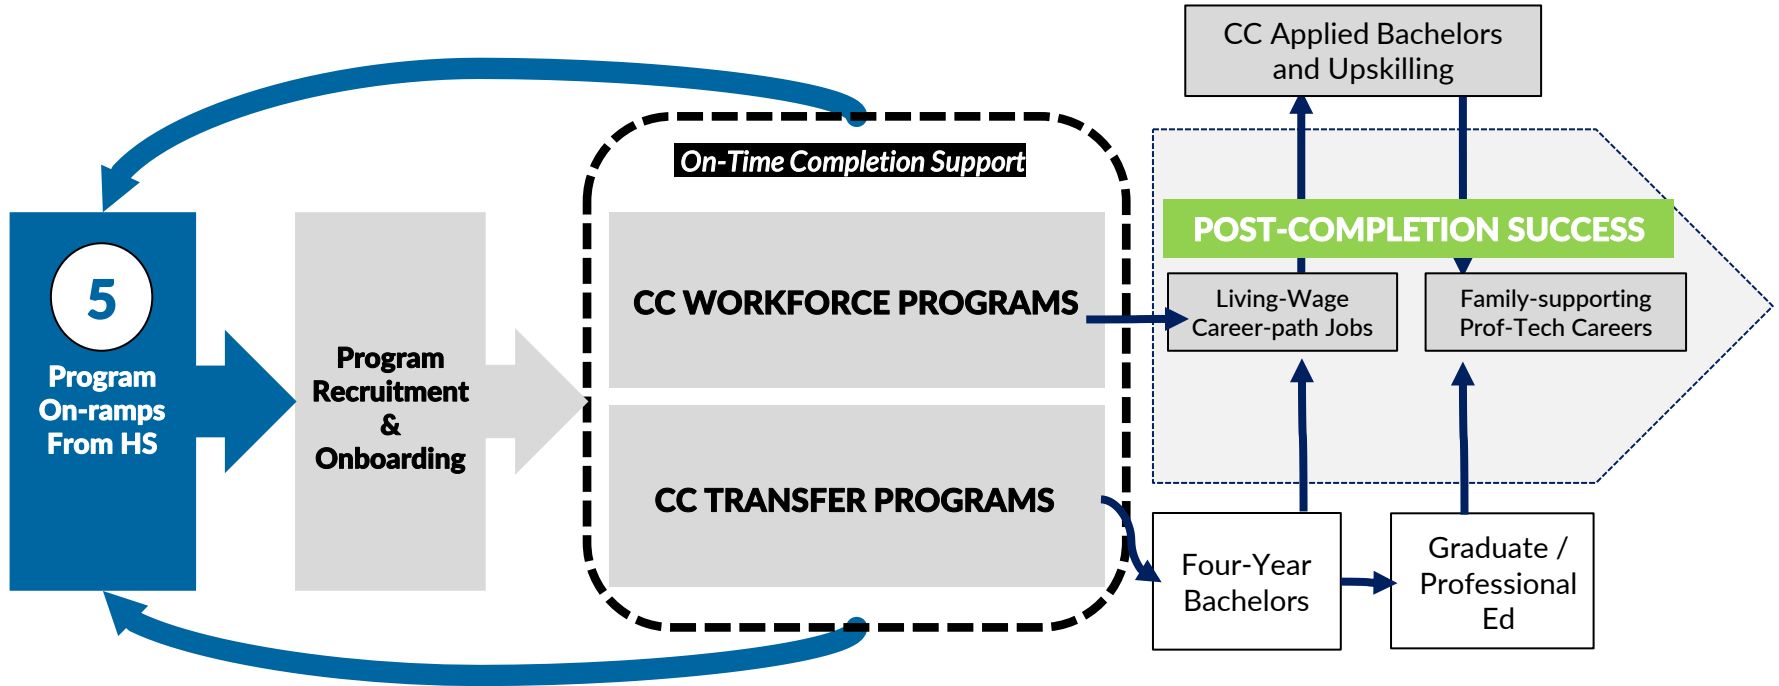 CC Applied Bachelors
and Upskilling
On-Time Completion Support
5
Program
On-ramps
From HS
Program
Recruitment
&
Onboarding
CC WORKFORCE PROGRAMS
CC TRANSFER PROGRAMS
POST-COMPLETION SUCCESS
Living-Wage
Career-path Jobs
Family-supporting
Prof-Tech Careers
Four-Year
Bachelors
Graduate /
Professional
Ed